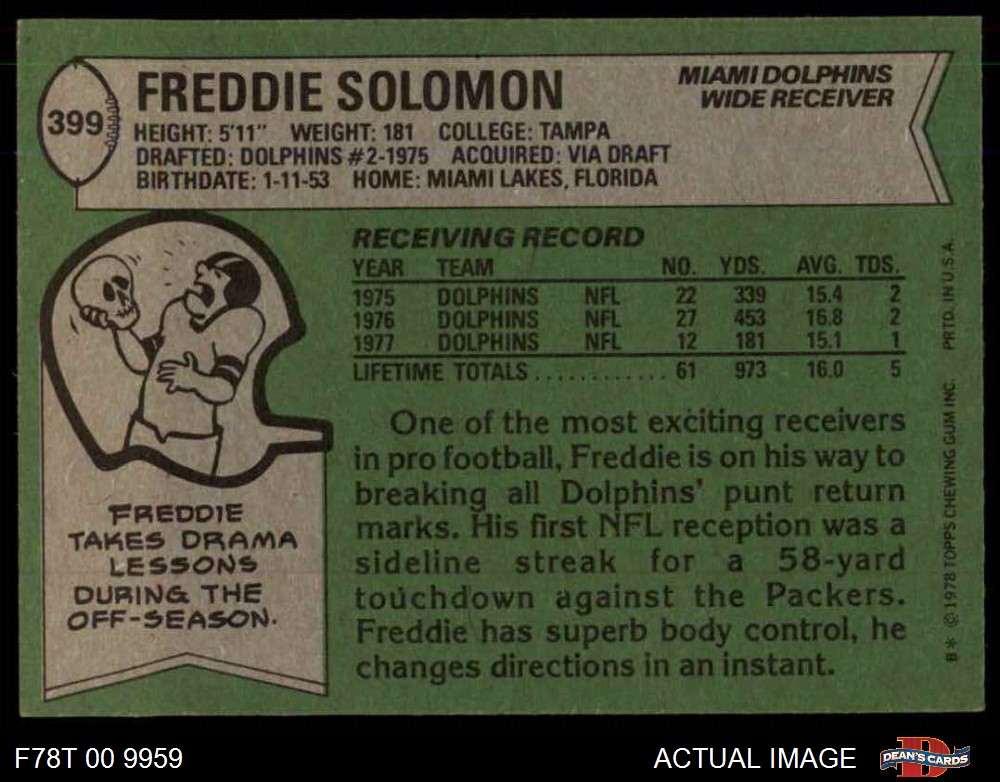 399
FREDDIE SOLOMON
MIAMI DOLPHINS
WIDE RECEIVER
HEIGHT: 5'11" WEIGHT: 181 COLLEGE: TAMPA
DRAFTED: DOLPHINS #2-1975 ACQUIRED: VIA DRAFT
BIRTHDATE: 1-11-53 HOME: MIAMI LAKES, FLORIDA
RECEIVING RECORD
YEAR TEAM NO. YDS. AVG. TDS.
1975 DOLPHINS NFL 22 339 15.4 2
1976 DOLPHINS NFL 27 453 16.8 2
1977 DOLPHINS NFL 12 181 15.1 1
LIFETIME TOTALS ............ 61 973 16.0 5
One of the most exciting receivers
in pro football, Freddie is on his way to
breaking all Dolphins' punt return
marks. His first NFL reception was a
sideline streak for a 58-yard
touchdown against the Packers.
Freddie has superb body control, he
changes directions in an instant.
FREDDIE
TAKES DRAMA
LESSONS
DURING THE
OFF-SEASON.
B* © 1978 TOPPS CHEWING GUM INC. PRTD. IN U.S.A.
F78T 00 9959
ACTUAL IMAGE
DEAN'S CARDS